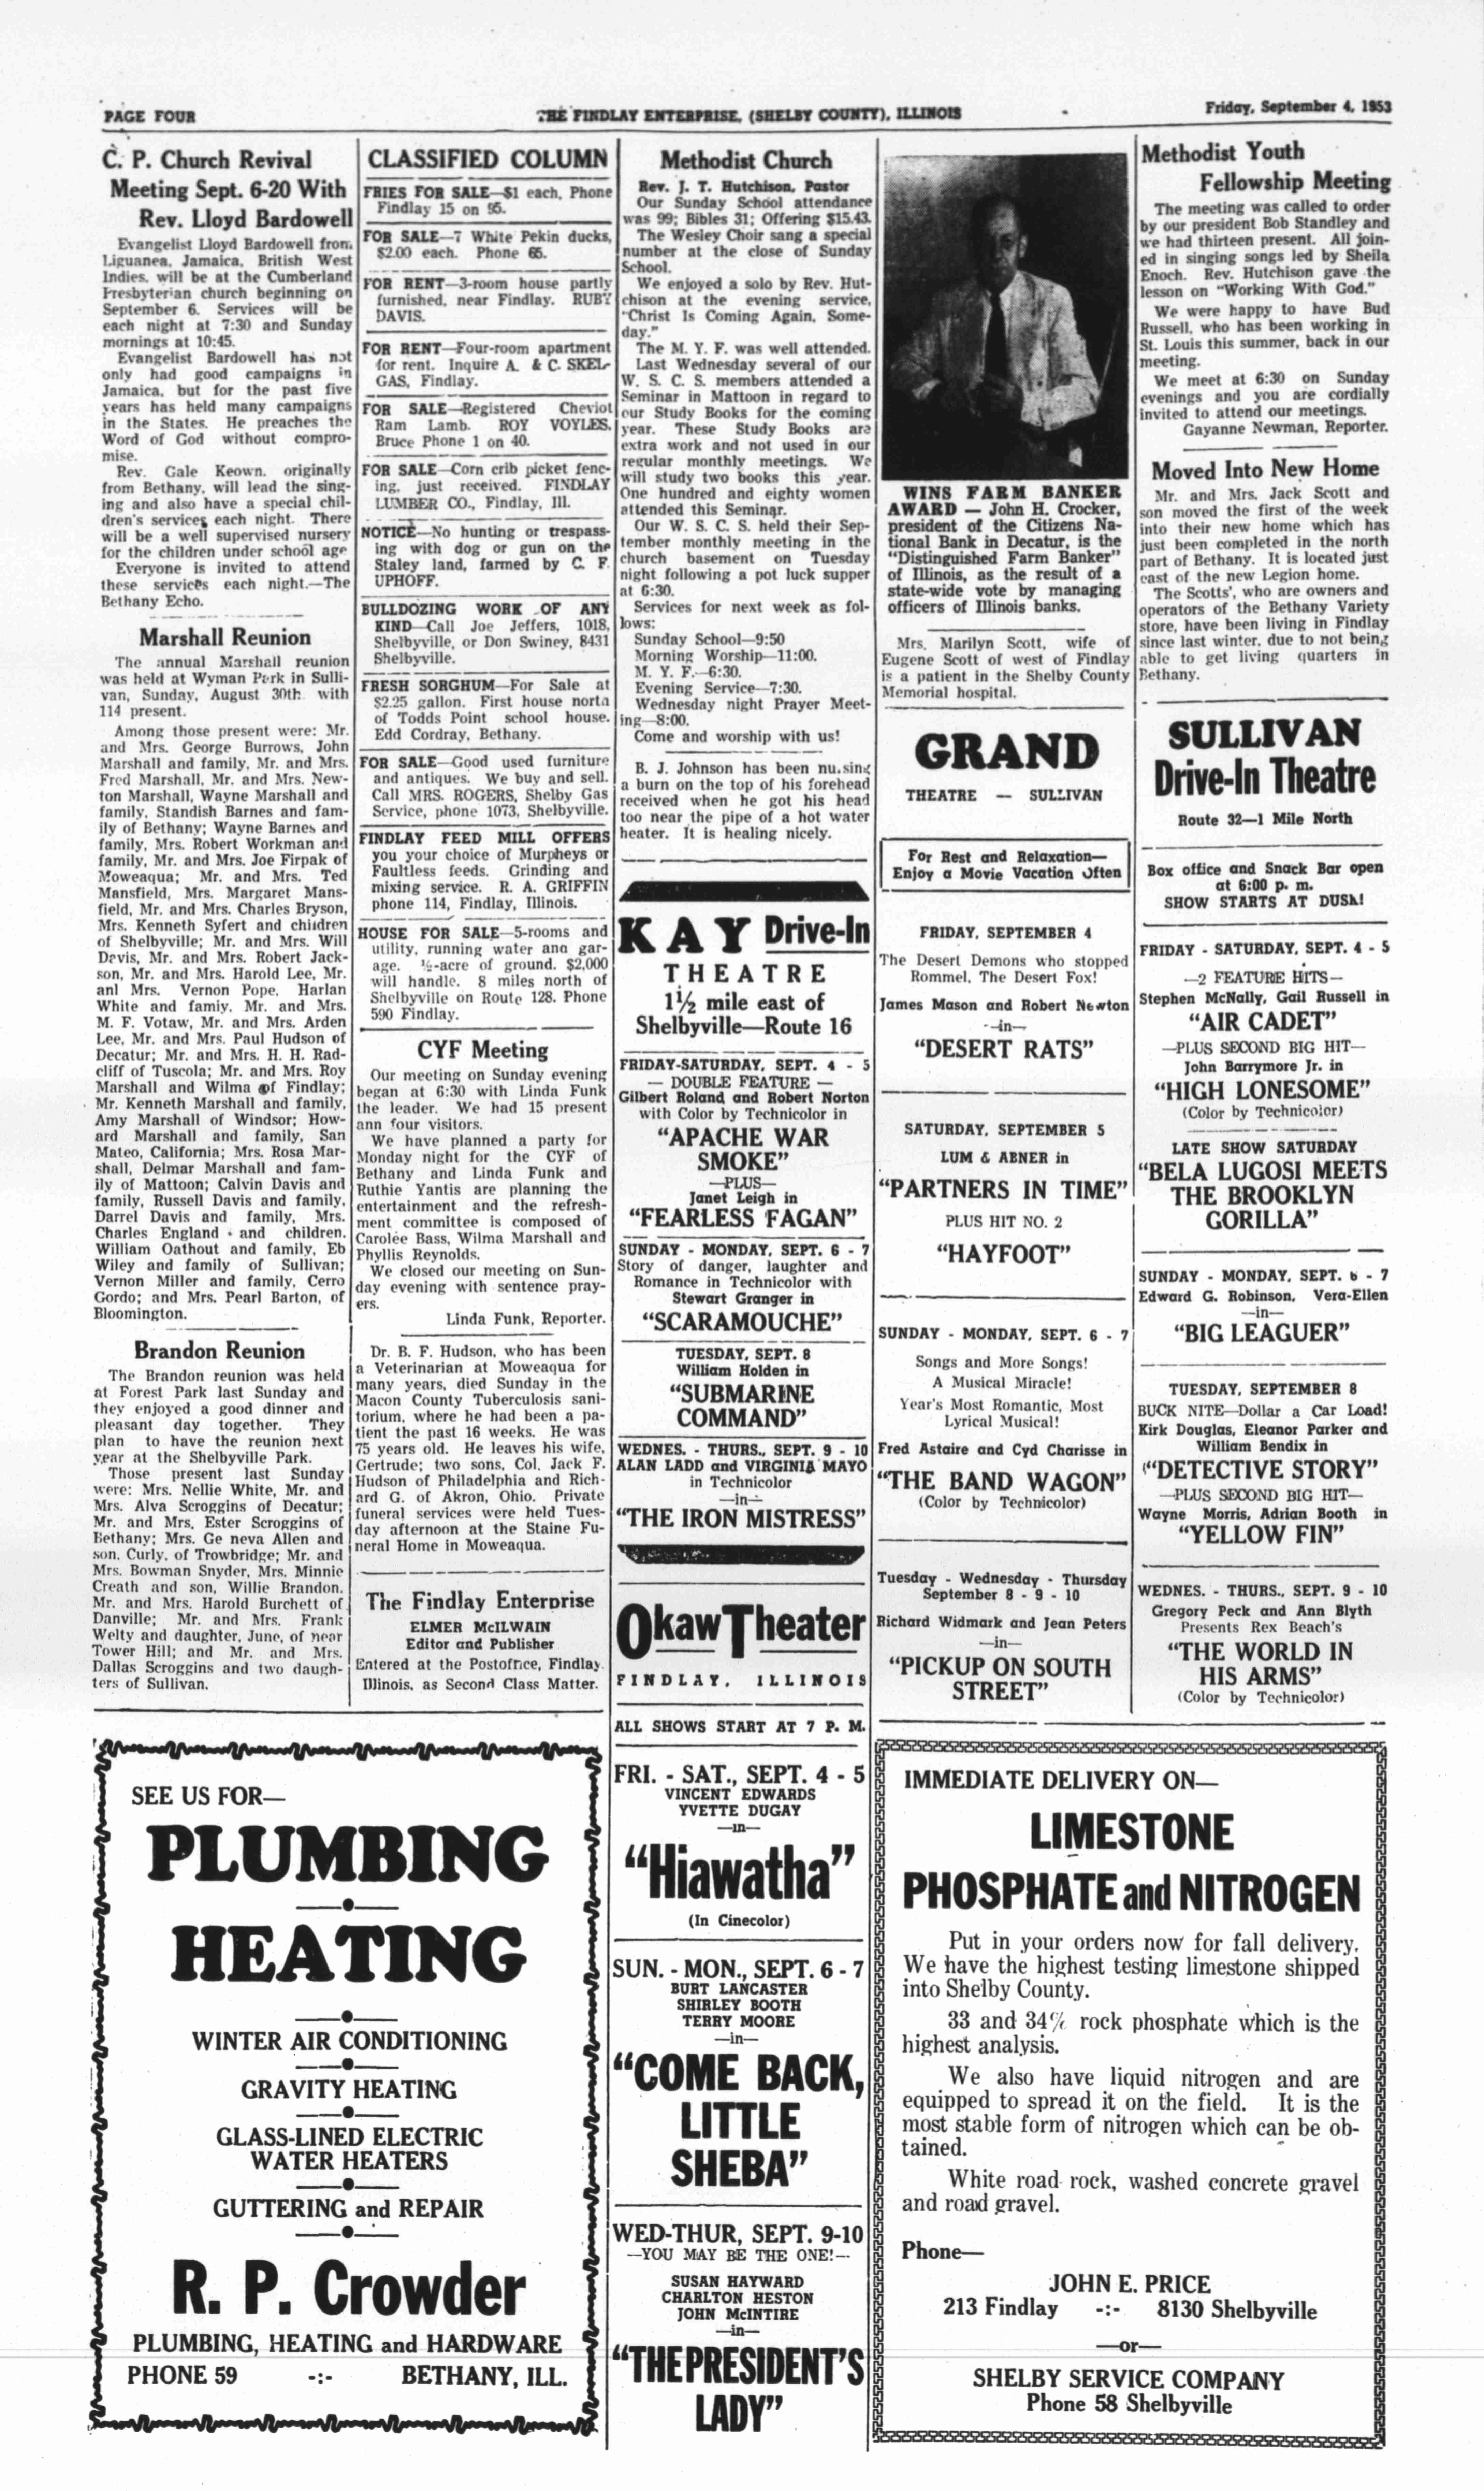 PAGE FOUR
THE FINDLAY ENTERPRISE, (SHELBY COUNTY), ILLINOIS
Friday, September 4, 1953
C. P. Church Revival
Meeting Sept. 6-20 With
Rev. Lloyd Bardowell
Evangelist Lloyd Bardowell from
Liguanea, Jamaica, British West
Indies, will be at the Cumberland
Presbyterian church beginning on
September 6. Services will be
each night at 7:30 and Sunday
mornings at 10:45.
Evangelist Bardowell has not
only had good campaigns in
Jamaica, but for the past five
years has held many campaigns
in the States. He preaches the
Word of God without compro-
mise.
Rev. Gale Keown, originally
from Bethany, will lead the sing-
ing and also have a special chil-
dren's services each night. There
will be a well supervised nursery
for the children under school age
Everyone is invited to attend
these services each night.—The
Bethany Echo.
Marshall Reunion
The annual Marshall reunion
was held at Wyman Park in Sulli-
van, Sunday, August 30th with
114 present.
Among those present were: Mr.
and Mrs. George Burrows, John
Marshall and family, Mr. and Mrs.
Fred Marshall, Mr. and Mrs. New-
ton Marshall, Wayne Marshall and
family, Standish Barnes and fam-
ily of Bethany; Wayne Barnes and
family, Mrs. Robert Workman and
family, Mr. and Mrs. Joe Firpak of
Moweaqua; Mr. and Mrs. Ted
Mansfield, Mrs. Margaret Mans-
field, Mr. and Mrs. Charles Bryson,
Mrs. Kenneth Syfert and children
of Shelbyville; Mr. and Mrs. Will
Davis, Mr. and Mrs. Robert Jack-
son, Mr. and Mrs. Harold Lee, Mr.
anl Mrs. Vernon Pope, Harlan
White and famiy, Mr. and Mrs.
M. F. Votaw, Mr. and Mrs. Arden
Lee, Mr. and Mrs. Paul Hudson of
Decatur; Mr. and Mrs. H. H. Rad-
cliff of Tuscola; Mr. and Mrs. Roy
Marshall and Wilma of Findlay;
Mr. Kenneth Marshall and family,
Amy Marshall of Windsor; How-
ard Marshall and family, San
Mateo, California; Mrs. Rosa Mar-
shall, Delmar Marshall and fam-
ily of Mattoon; Calvin Davis and
family, Russell Davis and family,
Darrel Davis and family, Mrs.
Charles England and children,
William Oathout and family, Eb
Wiley and family of Sullivan;
Vernon Miller and family, Cerro
Gordo; and Mrs. Pearl Barton, of
Bloomington.
Brandon Reunion
The Brandon reunion was held
at Forest Park last Sunday and
they enjoyed a good dinner and
pleasant day together. They
plan to have the reunion next
year at the Shelbyville Park.
Those present last Sunday
were: Mrs. Nellie White, Mr. and
Mrs. Alva Scroggins of Decatur;
Mr. and Mrs. Ester Scroggins of
Bethany; Mrs. Ge neva Allen and
son, Curly, of Trowbridge; Mr. and
Mrs. Bowman Snyder, Mrs. Minnie
Creath and son, Willie Brandon,
Mr. and Mrs. Harold Burchett of
Danville; Mr. and Mrs. Frank
Welty and daughter, June, of near
Tower Hill; and Mr. and Mrs.
Dallas Scroggins and two daugh-
ters of Sullivan.
CLASSIFIED COLUMN
FRIES FOR SALE—$1 each, Phone
Findlay 15 on 95.
FOR SALE—7 White Pekin ducks,
$2.00 each. Phone 65.
FOR RENT—3-room house partly
furnished, near Findlay. RUBY
DAVIS.
FOR RENT—Four-room apartment
for rent. Inquire A. & C. SKEL-
GAS, Findlay.
FOR SALE—Registered Cheviot
Ram Lamb. ROY VOYLES,
Bruce Phone 1 on 40.
FOR SALE—Corn crib picket fenc-
ing, just received. FINDLAY
LUMBER CO., Findlay, Ill.
NOTICE—No hunting or trespass-
ing with dog or gun on the
Staley land, farmed by C. F.
UPHOFF.
BULLDOZING WORK OF ANY
KIND—Call Joe Jeffers, 1018,
Shelbyville, or Don Swiney, 8431
Shelbyville.
FRESH SORGHUM—For Sale at
$2.25 gallon. First house north
of Todds Point school house.
Edd Cordray, Bethany.
FOR SALE—Good used furniture
and antiques. We buy and sell.
Call MRS. ROGERS, Shelby Gas
Service, phone 1073, Shelbyville.
FINDLAY FEED MILL OFFERS
you your choice of Murpheys or
Faultless feeds. Grinding and
mixing service. R. A. GRIFFIN
phone 114, Findlay, Illinois.
HOUSE FOR SALE—5-rooms and
utility, running water and gar-
age. ½-acre of ground. $2,000
will handle. 8 miles north of
Shelbyville on Route 128. Phone
590 Findlay.
CYF Meeting
Our meeting on Sunday evening
began at 6:30 with Linda Funk
the leader. We had 15 present
ann four visitors.
We have planned a party for
Monday night for the CYF of
Bethany and Linda Funk and
Ruthie Yantis are planning the
entertainment and the refresh-
ment committee is composed of
Carolee Bass, Wilma Marshall and
Phyllis Reynolds.
We closed our meeting on Sun-
day evening with sentence pray-
ers.
Linda Funk, Reporter.
Dr. B. F. Hudson, who has been
a Veterinarian at Moweaqua for
many years, died Sunday in the
Macon County Tuberculosis sani-
torium, where he had been a pa-
tient the past 16 weeks. He was
75 years old. He leaves his wife,
Gertrude; two sons, Col. Jack F.
Hudson of Philadelphia and Rich-
ard G. of Akron, Ohio. Private
funeral services were held Tues-
day afternoon at the Staine Fu-
neral Home in Moweaqua.
The Findlay Enterprise
ELMER McILWAIN
Editor and Publisher
Entered at the Postoffice, Findlay,
Illinois, as Second Class Matter.
Methodist Church
Rev. J. T. Hutchison, Pastor
Our Sunday School attendance
was 99; Bibles 31; Offering $15.43.
The Wesley Choir sang a special
number at the close of Sunday
School.
We enjoyed a solo by Rev. Hut-
chison at the evening service,
"Christ Is Coming Again, Some-
day."
The M. Y. F. was well attended.
Last Wednesday several of our
W. S. C. S. members attended a
Seminar in Mattoon in regard to
our Study Books for the coming
year. These Study Books are
extra work and not used in our
regular monthly meetings. We
will study two books this year.
One hundred and eighty women
attended this Seminar.
Our W. S. C. S. held their Sep-
tember monthly meeting in the
church basement on Tuesday
night following a pot luck supper
at 6:30.
Services for next week as fol-
lows:
Sunday School—9:50
Morning Worship—11:00.
M. Y. F.—6:30.
Evening Service—7:30.
Wednesday night Prayer Meet-
ing—8:00.
Come and worship with us!
B. J. Johnson has been nursing
a burn on the top of his forehead
received when he got his head
too near the pipe of a hot water
heater. It is healing nicely.
KAY Drive-In
THEATRE
1½ mile east of
Shelbyville—Route 16
FRIDAY-SATURDAY, SEPT. 4 - 5
— DOUBLE FEATURE —
Gilbert Roland and Robert Norton
with Color by Technicolor in
"APACHE WAR
SMOKE"
—PLUS—
Janet Leigh in
"FEARLESS FAGAN"
SUNDAY - MONDAY, SEPT. 6 - 7
Story of danger, laughter and
Romance in Technicolor with
Stewart Granger in
"SCARAMOUCHE"
TUESDAY, SEPT. 8
William Holden in
"SUBMARINE
COMMAND"
WEDNES. - THURS., SEPT. 9 - 10
ALAN LADD and VIRGINIA MAYO
in Technicolor
—in—
"THE IRON MISTRESS"
Okaw Theater
FINDLAY, ILLINOIS
ALL SHOWS START AT 7 P. M.
FRI. - SAT., SEPT. 4 - 5
VINCENT EDWARDS
YVETTE DUGAY
—in—
"Hiawatha"
(In Cinecolor)
SUN. - MON., SEPT. 6 - 7
BURT LANCASTER
SHIRLEY BOOTH
TERRY MOORE
—in—
"COME BACK,
LITTLE
SHEBA"
WED-THUR, SEPT. 9-10
—YOU MAY BE THE ONE!—
SUSAN HAYWARD
CHARLTON HESTON
JOHN McINTIRE
—in—
"THE PRESIDENT'S
LADY"
WINS FARM BANKER
AWARD — John H. Crocker,
president of the Citizens Na-
tional Bank in Decatur, is the
"Distinguished Farm Banker"
of Illinois, as the result of a
state-wide vote by managing
officers of Illinois banks.
Mrs. Marilyn Scott, wife of
Eugene Scott of west of Findlay
is a patient in the Shelby County
Memorial hospital.
GRAND
THEATRE — SULLIVAN
For Rest and Relaxation—
Enjoy a Movie Vacation Often
FRIDAY, SEPTEMBER 4
The Desert Demons who stopped
Rommel, The Desert Fox!
James Mason and Robert Newton
—in—
"DESERT RATS"
SATURDAY, SEPTEMBER 5
LUM & ABNER in
"PARTNERS IN TIME"
PLUS HIT NO. 2
"HAYFOOT"
SUNDAY - MONDAY, SEPT. 6 - 7
Songs and More Songs!
A Musical Miracle!
Year's Most Romantic, Most
Lyrical Musical!
Fred Astaire and Cyd Charisse in
"THE BAND WAGON"
(Color by Technicolor)
Tuesday - Wednesday - Thursday
September 8 - 9 - 10
Richard Widmark and Jean Peters
—in—
"PICKUP ON SOUTH
STREET"
Methodist Youth
Fellowship Meeting
The meeting was called to order
by our president Bob Standley and
we had thirteen present. All join-
ed in singing songs led by Sheila
Enoch. Rev. Hutchison gave the
lesson on "Working With God."
We were happy to have Bud
Russell, who has been working in
St. Louis this summer, back in our
meeting.
We meet at 6:30 on Sunday
evenings and you are cordially
invited to attend our meetings.
Gayanne Newman, Reporter.
Moved Into New Home
Mr. and Mrs. Jack Scott and
son moved the first of the week
into their new home which has
just been completed in the north
part of Bethany. It is located just
east of the new Legion home.
The Scotts', who are owners and
operators of the Bethany Variety
store, have been living in Findlay
since last winter, due to not being
able to get living quarters in
Bethany.
SULLIVAN
Drive-In Theatre
Route 32—1 Mile North
Box office and Snack Bar open
at 6:00 p. m.
SHOW STARTS AT DUSK!
FRIDAY - SATURDAY, SEPT. 4 - 5
—2 FEATURE HITS—
Stephen McNally, Gail Russell in
"AIR CADET"
—PLUS SECOND BIG HIT—
John Barrymore Jr. in
"HIGH LONESOME"
(Color by Technicolor)
LATE SHOW SATURDAY
"BELA LUGOSI MEETS
THE BROOKLYN
GORILLA"
SUNDAY - MONDAY, SEPT. 6 - 7
Edward G. Robinson, Vera-Ellen
—in—
"BIG LEAGUER"
TUESDAY, SEPTEMBER 8
BUCK NITE—Dollar a Car Load!
Kirk Douglas, Eleanor Parker and
William Bendix in
"DETECTIVE STORY"
—PLUS SECOND BIG HIT—
Wayne Morris, Adrian Booth in
"YELLOW FIN"
WEDNES. - THURS., SEPT. 9 - 10
Gregory Peck and Ann Blyth
Presents Rex Beach's
"THE WORLD IN
HIS ARMS"
(Color by Technicolor)
SEE US FOR—
PLUMBING
HEATING
WINTER AIR CONDITIONING
GRAVITY HEATING
GLASS-LINED ELECTRIC
WATER HEATERS
GUTTERING and REPAIR
R. P. Crowder
PLUMBING, HEATING and HARDWARE
PHONE 59 -:- BETHANY, ILL.
IMMEDIATE DELIVERY ON—
LIMESTONE
PHOSPHATE and NITROGEN
Put in your orders now for fall delivery.
We have the highest testing limestone shipped
into Shelby County.
33 and 34% rock phosphate which is the
highest analysis.
We also have liquid nitrogen and are
equipped to spread it on the field. It is the
most stable form of nitrogen which can be ob-
tained.
White road rock, washed concrete gravel
and road gravel.
Phone—
JOHN E. PRICE
213 Findlay -:- 8130 Shelbyville
—or—
SHELBY SERVICE COMPANY
Phone 58 Shelbyville